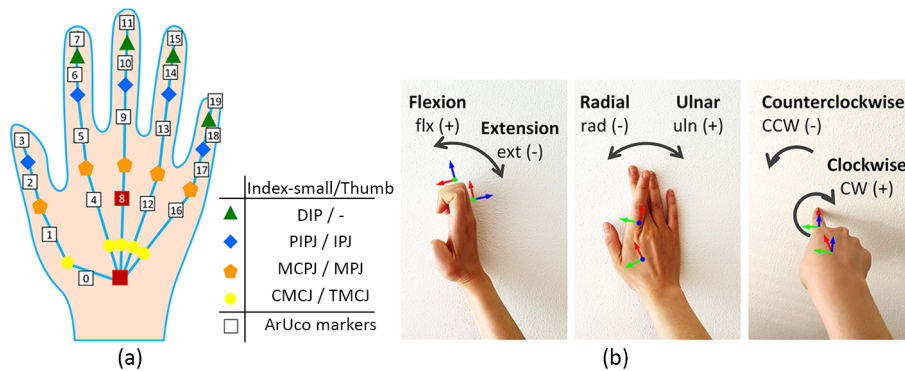 (a)
7
11
15
6
10
14
19
3
5
9
13
18
2
17
4
8
12
16
1
0
Index-small/Thumb
DIP / -
PIPJ / IPJ
MCPJ / MPJ
CMCJ / TMCJ
ArUco markers
(a)
Flexion
flx (+)
Extension
ext (-)
Radial
rad (-)
Ulnar
uln (+)
Counterclockwise
CCW (-)
Clockwise
CW (+)
(b)